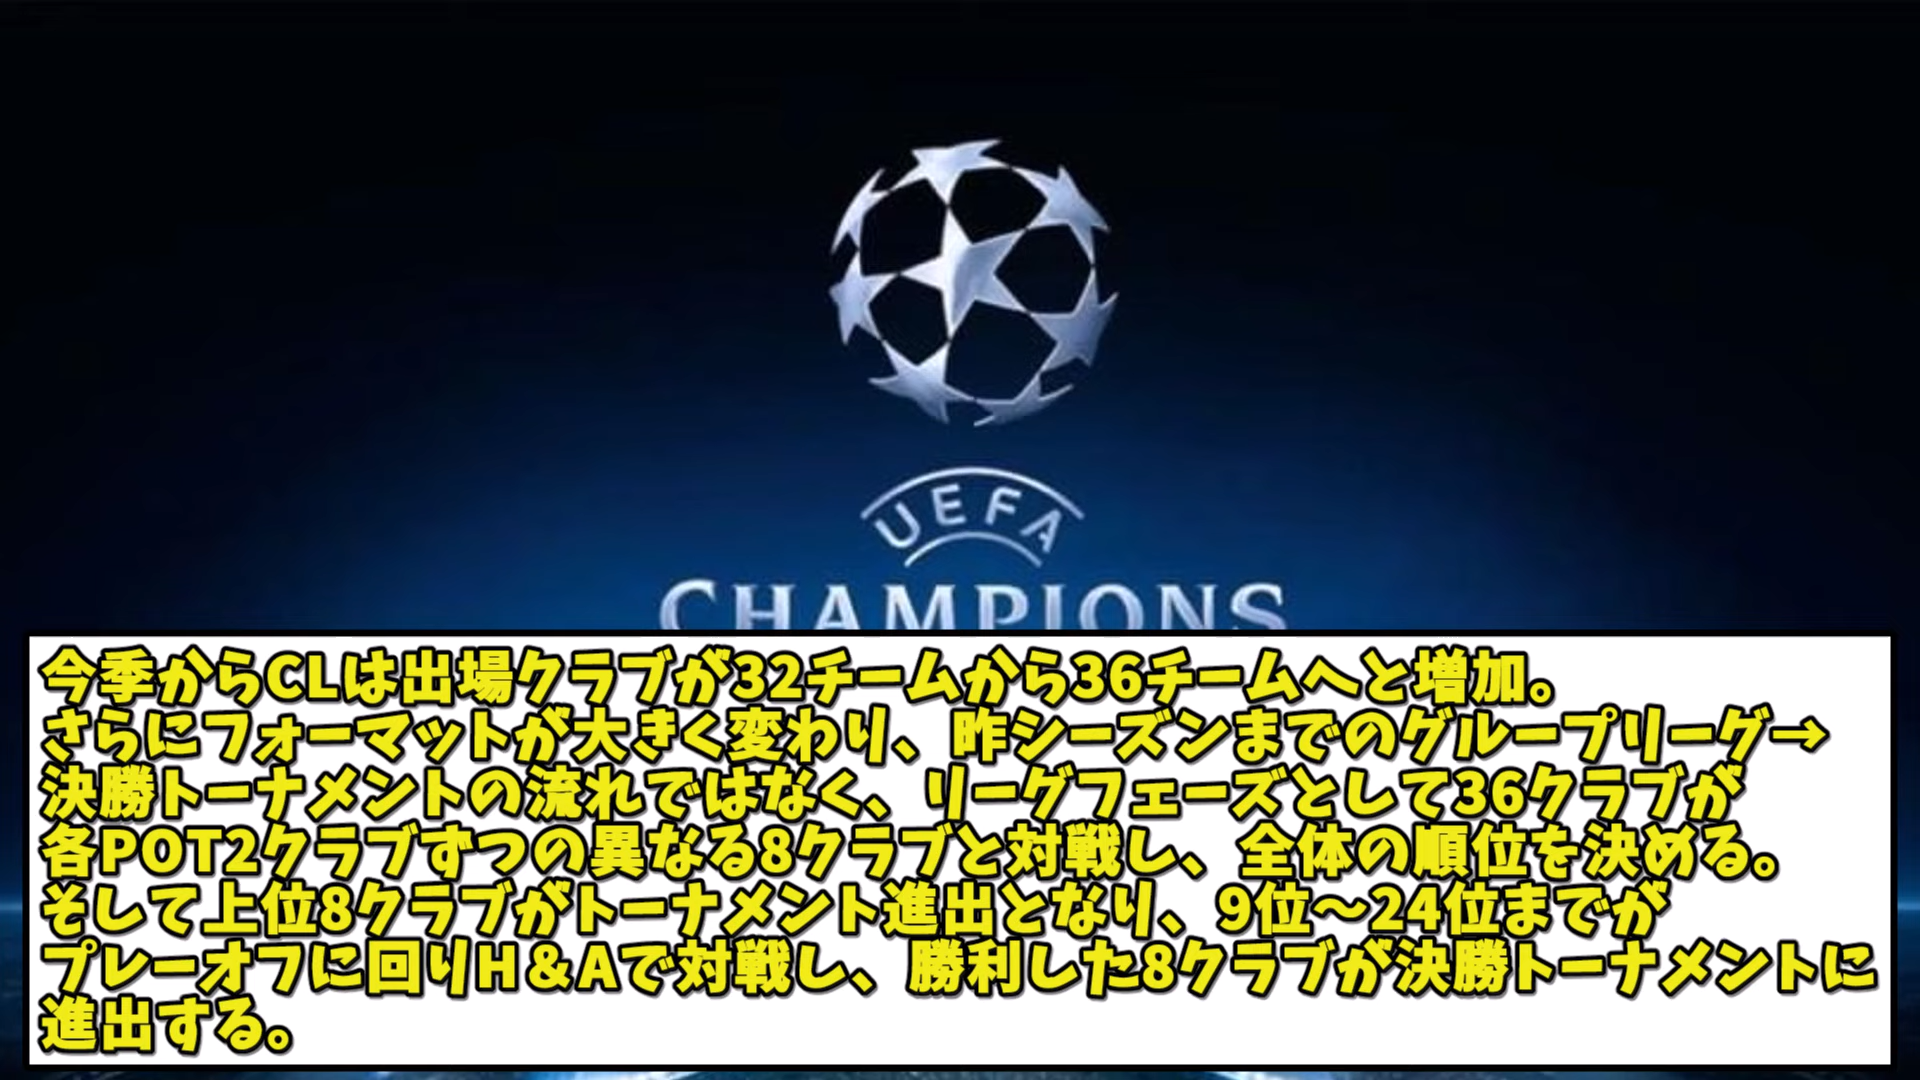 UEFA
CHAMPIONS
今季からCLは出場クラブが32チームから36チームへと増加。
さらにフォーマットが大きく変わり、昨シーズンまでのグループリーグ→
決勝トーナメントの流れではなく、リーグフェーズとして36クラブが
各POT2クラブずつの異なる8クラブと対戦し、全体の順位を決める。
そして上位8クラブがトーナメント進出となり、9位～24位までが
プレーオフに回りH＆Aで対戦し、勝利した8クラブが決勝トーナメントに
進出する。